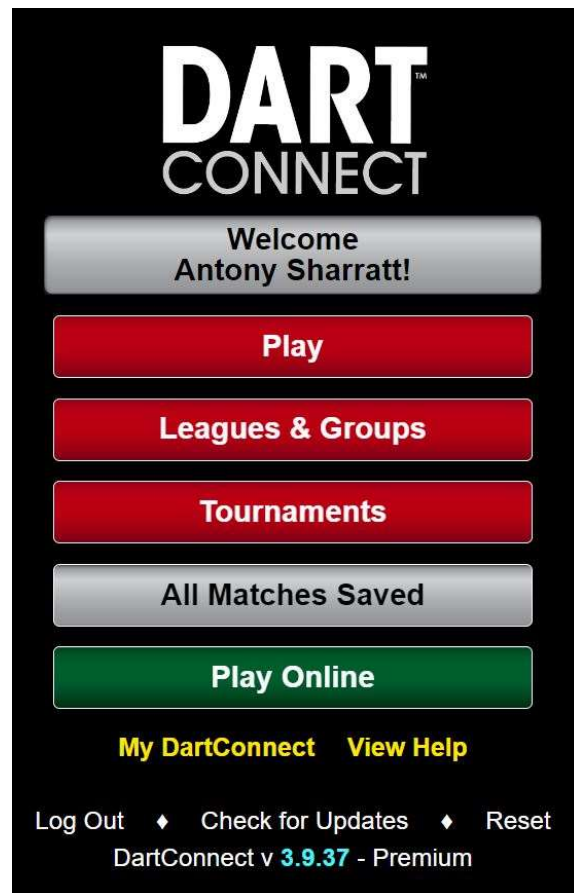 DART™
CONNECT
Welcome
Antony Sharratt!
Play
Leagues & Groups
Tournaments
All Matches Saved
Play Online
My DartConnect View Help
Log Out ♦ Check for Updates ♦ Reset
DartConnect v 3.9.37 - Premium